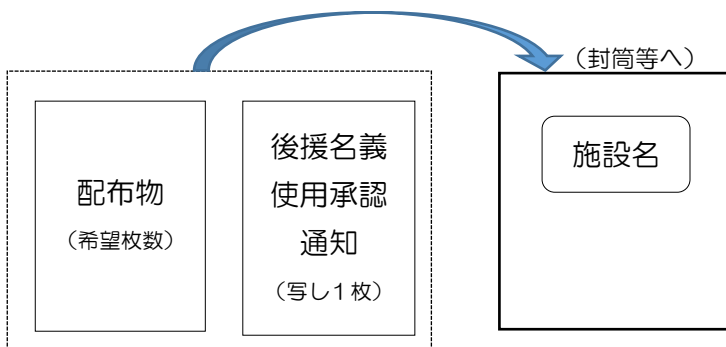 （封筒等へ）
配布物
（希望枚数）
後援名義
使用承認
通知
（写し１枚）
施設名